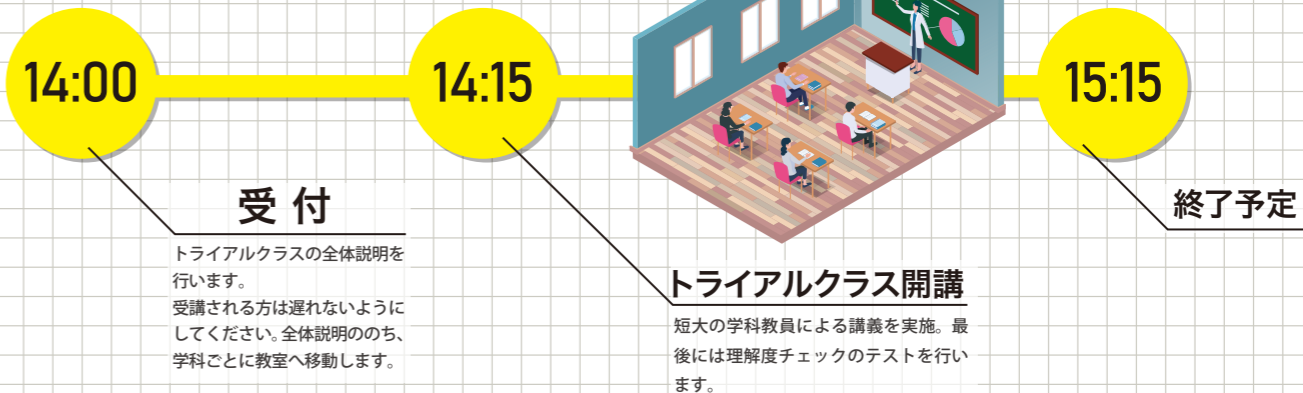 14:00
受付
トライアルクラスの全体説明を
行います。
受講される方は遅れないように
してください。全体説明ののち、
学科ごとに教室へ移動します。
14:15
トライアルクラス開講
短大の学科教員による講義を実施。最
後には理解度チェックのテストを行い
ます。
15:15
終了予定